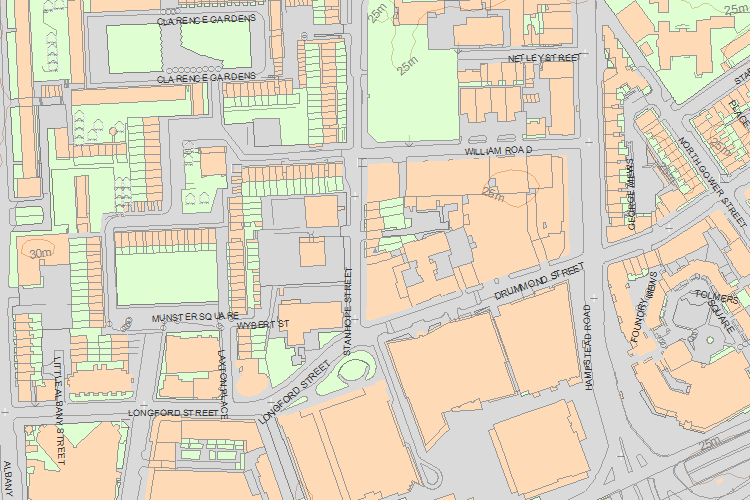 25m
25m
CLARENCE GARDENS
NETLEY STREET
25m
CLARENCE GARDENS
PLACE
WILLIAM ROAD
NORTH GOWER STREET
25m
GEORGE MEWS
25m
30m
DRUMMOND STREET
STANHOPE STREET
FOUNDRY MEWS
TOLMERS
SQUARE
MUNSTER SQUARE
WYBERT ST
HAMPSTEAD ROAD
LITTLE ALBANY STREET
LAXTON PLACE
LONGFORD STREET
LONGFORD STREET
25m
ALBANY